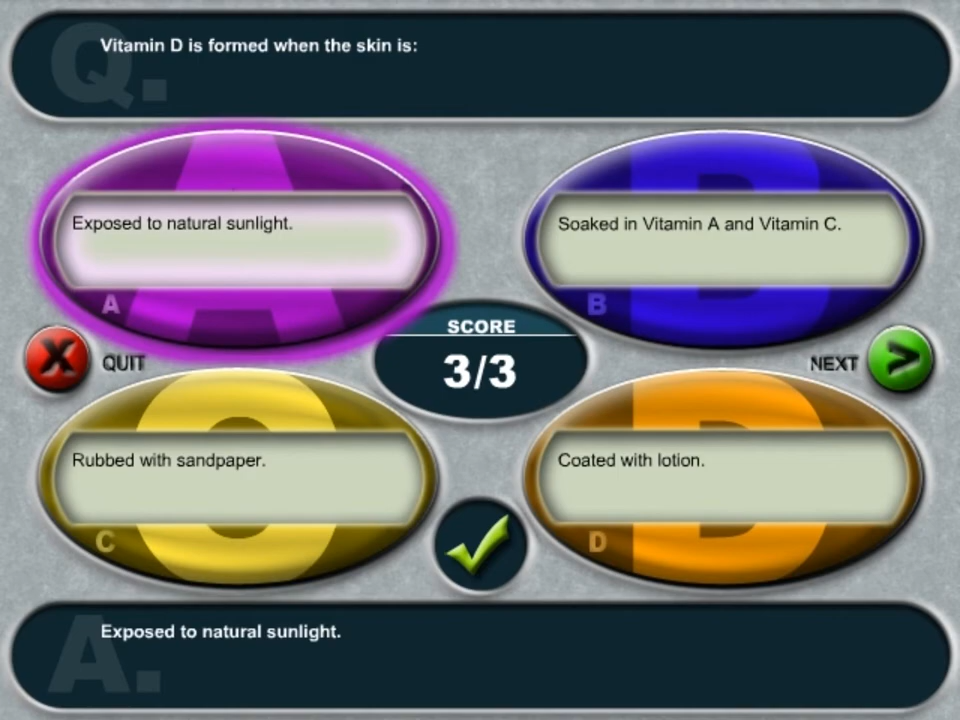 Q.
Vitamin D is formed when the skin is:
A
Exposed to natural sunlight.
A
B
Soaked in Vitamin A and Vitamin C.
B
SCORE
3/3
X
QUIT
NEXT
>
C
Rubbed with sandpaper.
C
D
Coated with lotion.
D
A.
Exposed to natural sunlight.